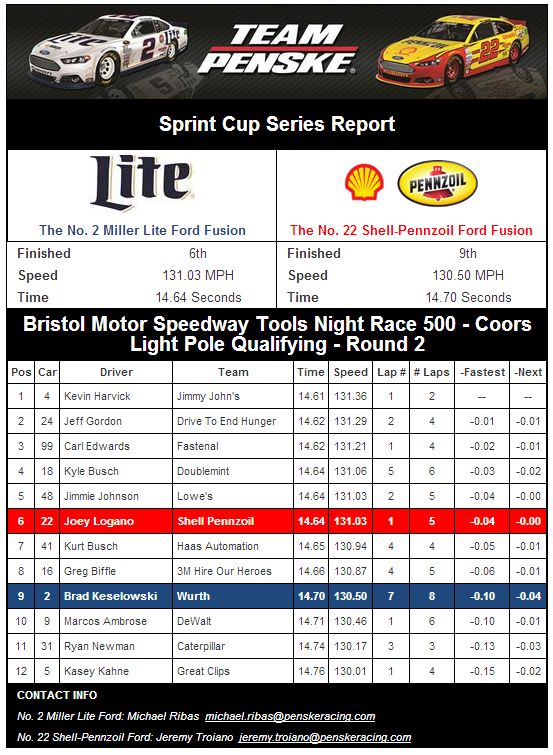 Lite 2
TEAM
PENSKE
22
Sprint Cup Series Report
Lite
PENNZOIL
The No. 2 Miller Lite Ford Fusion The No. 22 Shell-Pennzoil Ford Fusion
Finished 6th Finished 9th
Speed 131.03 MPH Speed 130.50 MPH
Time 14.64 Seconds Time 14.70 Seconds
Bristol Motor Speedway Tools Night Race 500 - Coors
Light Pole Qualifying - Round 2
Pos Car Driver Team Time Speed Lap # # Laps -Fastest -Next
1 4 Kevin Harvick Jimmy John's 14.61 131.36 1 2 -- --
2 24 Jeff Gordon Drive To End Hunger 14.62 131.29 2 4 -0.01 -0.01
3 99 Carl Edwards Fastenal 14.62 131.21 1 4 -0.02 -0.01
4 18 Kyle Busch Doublemint 14.64 131.06 5 6 -0.03 -0.02
5 48 Jimmie Johnson Lowe's 14.64 131.03 2 5 -0.04 -0.00
6 22 Joey Logano Shell Pennzoil 14.64 131.03 1 5 -0.04 -0.00
7 41 Kurt Busch Haas Automation 14.65 130.94 4 4 -0.05 -0.01
8 16 Greg Biffle 3M Hire Our Heroes 14.66 130.87 4 5 -0.06 -0.01
9 2 Brad Keselowski Wurth 14.70 130.50 7 8 -0.10 -0.04
10 9 Marcos Ambrose DeWalt 14.71 130.46 1 6 -0.10 -0.01
11 31 Ryan Newman Caterpillar 14.74 130.17 3 3 -0.13 -0.03
12 5 Kasey Kahne Great Clips 14.76 130.01 1 4 -0.15 -0.02
CONTACT INFO
No. 2 Miller Lite Ford: Michael Ribas michael.ribas@penskeracing.com
No. 22 Shell-Pennzoil Ford: Jeremy Troiano jeremy.troiano@penskeracing.com